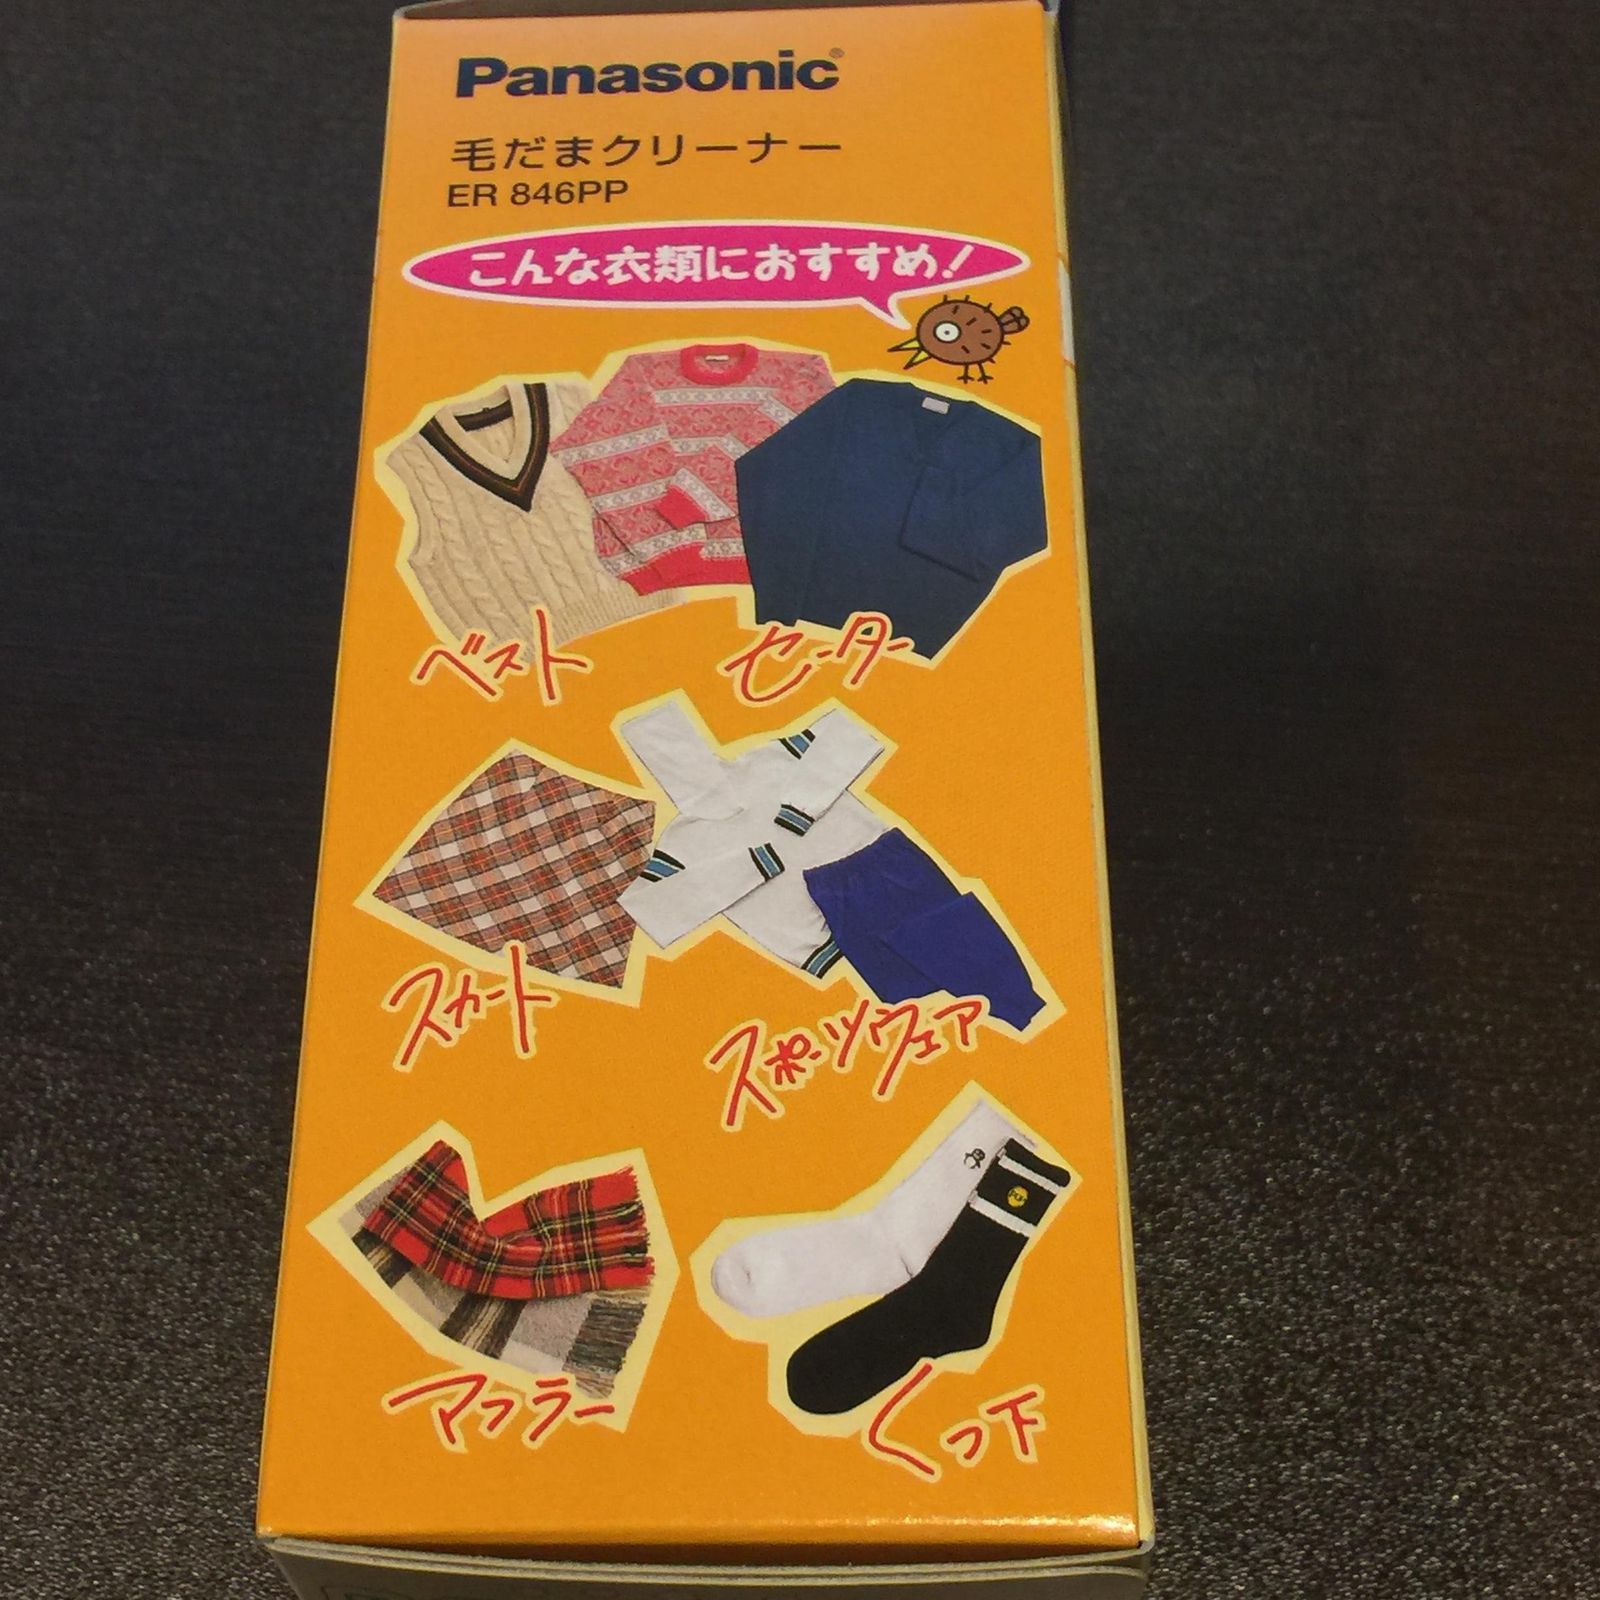 Panasonic®
毛だまクリーナー
ER 846PP
こんな衣類におすすめ!
ベスト
セーター
スカート
スポーツウェア
マフラー
くつ下